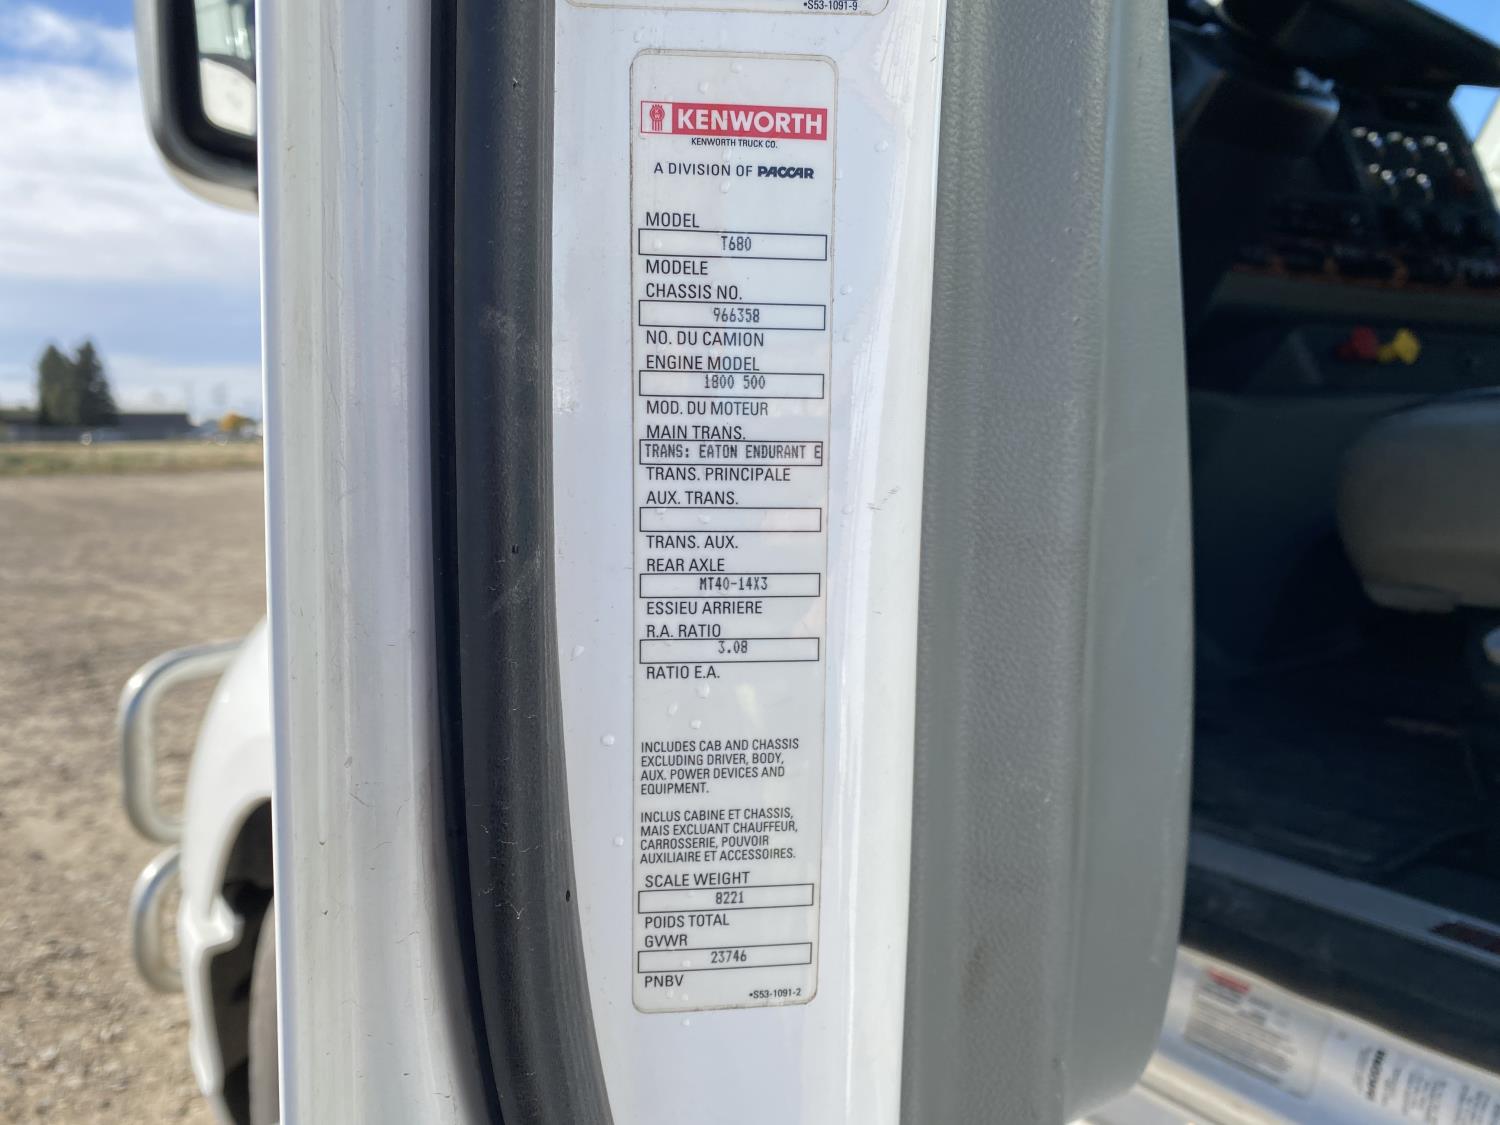 •S53-1091-9
KENWORTH
KENWORTH TRUCK CO.
A DIVISION OF PACCAR
MODEL
T680
MODELE
CHASSIS NO.
966358
NO. DU CAMION
ENGINE MODEL
1800 500
MOD. DU MOTEUR
MAIN TRANS.
TRANS: EATON ENDURANT E
TRANS. PRINCIPALE
AUX. TRANS.
TRANS. AUX.
REAR AXLE
MT40-14X3
ESSIEU ARRIERE
R.A. RATIO
3.08
RATIO E.A.
INCLUDES CAB AND CHASSIS
EXCLUDING DRIVER, BODY,
AUX. POWER DEVICES AND
EQUIPMENT.
INCLUS CABINE ET CHASSIS,
MAIS EXCLUANT CHAUFFEUR,
CARROSSERIE, POUVOIR
AUXILIAIRE ET ACCESSOIRES.
SCALE WEIGHT
8221
POIDS TOTAL
GVWR
23746
PNBV
•S53-1091-2